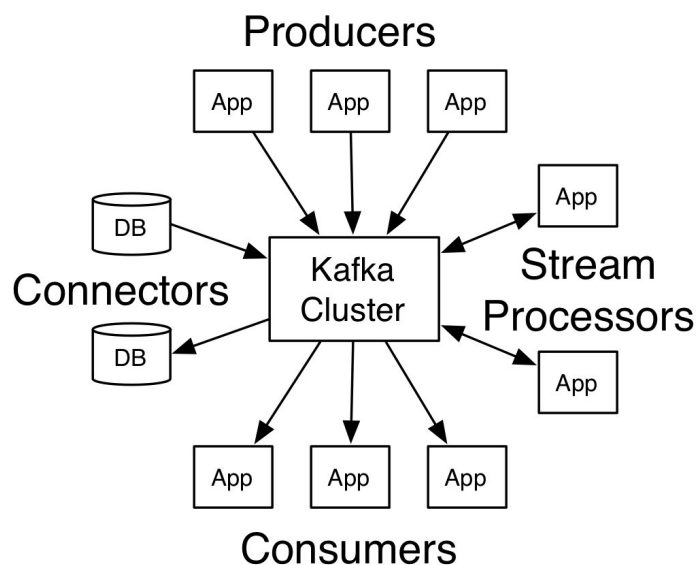 Producers
App
App
App
DB
App
Kafka
Cluster
Stream
Processors
Connectors
DB
App
App
App
App
Consumers